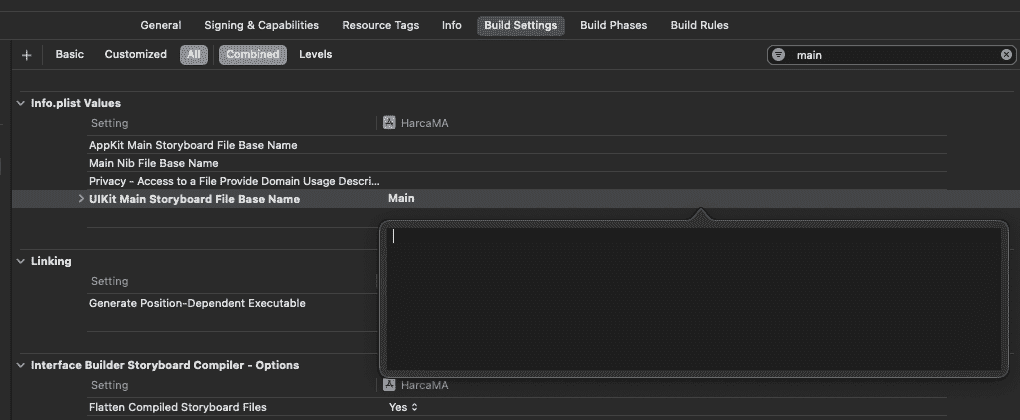 General Signing & Capabilities Resource Tags Info Build Settings Build Phases Build Rules
+ Basic Customized All Combined Levels main
Info.plist Values
Setting HarcaMA
AppKit Main Storyboard File Base Name
Main Nib File Base Name
Privacy - Access to a File Provide Domain Usage Descri...
UIKit Main Storyboard File Base Name Main
Linking
Setting
Generate Position-Dependent Executable
Interface Builder Storyboard Compiler - Options
Setting HarcaMA
Flatten Compiled Storyboard Files Yes